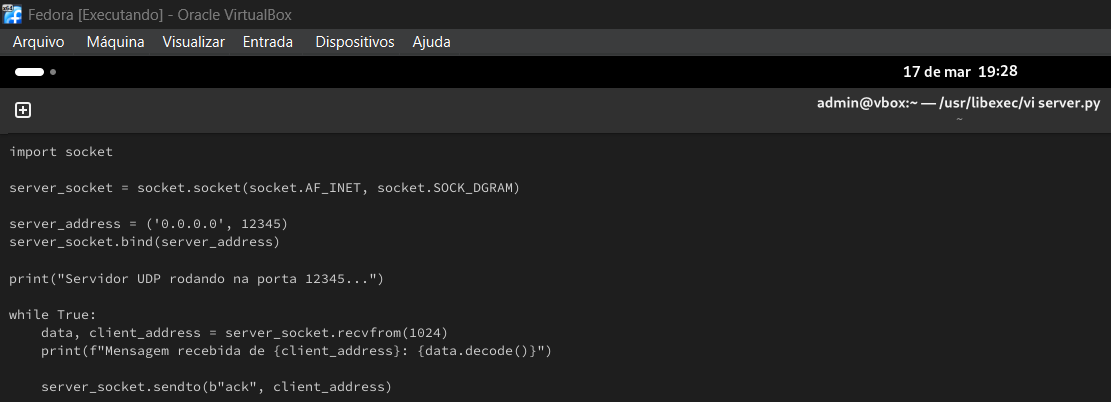 x64
Fedora [Executando] - Oracle VirtualBox
Arquivo Máquina Visualizar Entrada Dispositivos Ajuda
17 de mar 19:28
admin@vbox:~ — /usr/libexec/vi server.py
~
import socket
server_socket = socket.socket(socket.AF_INET, socket.SOCK_DGRAM)
server_address = ('0.0.0.0', 12345)
server_socket.bind(server_address)
print("Servidor UDP rodando na porta 12345...")
while True:
    data, client_address = server_socket.recvfrom(1024)
    print(f"Mensagem recebida de {client_address}: {data.decode()}")
    server_socket.sendto(b"ack", client_address)